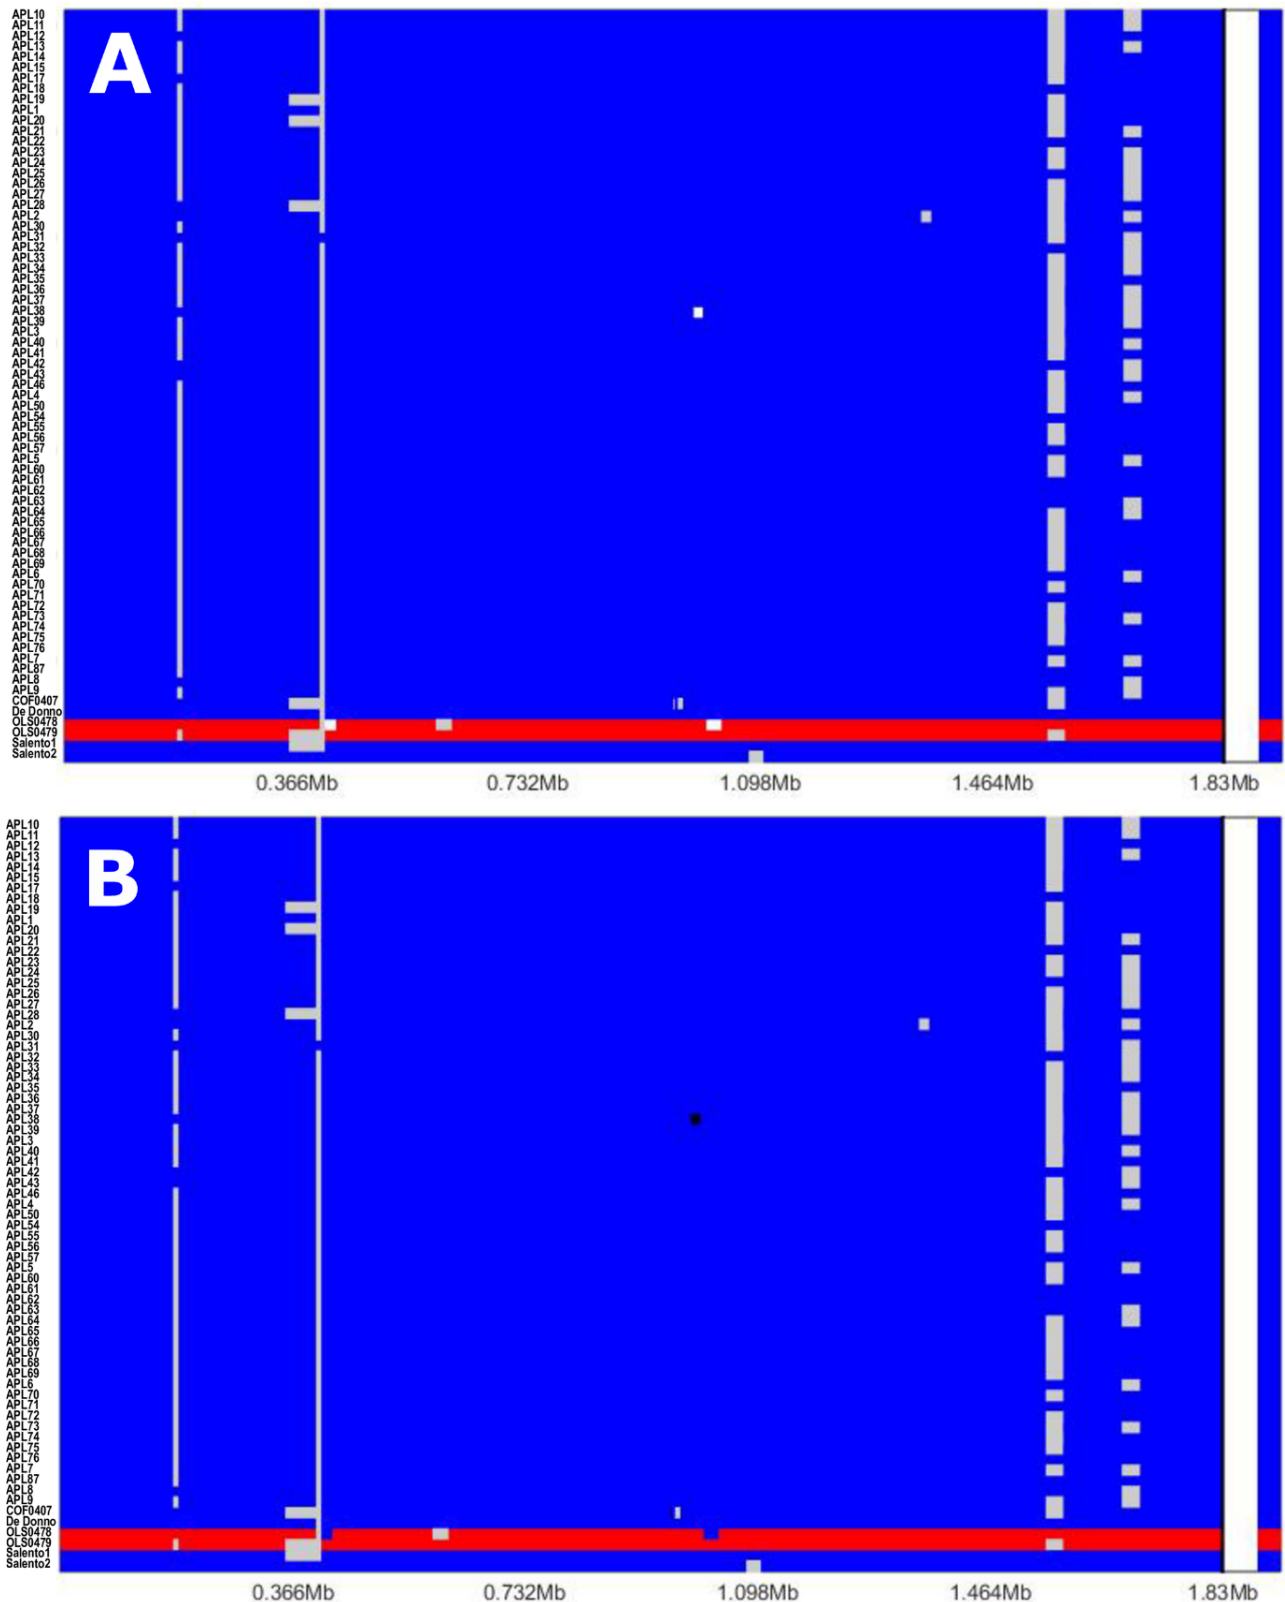 A
APL10
APL11
APL12
APL13
APL14
APL15
APL17
APL18
APL19
APL1
APL20
APL21
APL22
APL23
APL24
APL25
APL26
APL27
APL28
APL2
APL30
APL31
APL32
APL33
APL34
APL35
APL36
APL37
APL38
APL39
APL3
APL40
APL41
APL42
APL43
APL46
APL4
APL50
APL54
APL55
APL56
APL57
APL5
APL60
APL61
APL62
APL63
APL64
APL65
APL66
APL67
APL68
APL69
APL6
APL70
APL71
APL72
APL73
APL74
APL75
APL76
APL7
APL87
APL8
APL9
COF0407
De Donno
OLS0478
OLS0479
Salento1
Salento2
0.366Mb 0.732Mb 1.098Mb 1.464Mb 1.83Mb
B
APL10
APL11
APL12
APL13
APL14
APL15
APL17
APL18
APL19
APL1
APL20
APL21
APL22
APL23
APL24
APL25
APL26
APL27
APL28
APL2
APL30
APL31
APL32
APL33
APL34
APL35
APL36
APL37
APL38
APL39
APL3
APL40
APL41
APL42
APL43
APL46
APL4
APL50
APL54
APL55
APL56
APL57
APL5
APL60
APL61
APL62
APL63
APL64
APL65
APL66
APL67
APL68
APL69
APL6
APL70
APL71
APL72
APL73
APL74
APL75
APL76
APL7
APL87
APL8
APL9
COF0407
De Donno
OLS0478
OLS0479
Salento1
Salento2
0.366Mb 0.732Mb 1.098Mb 1.464Mb 1.83Mb